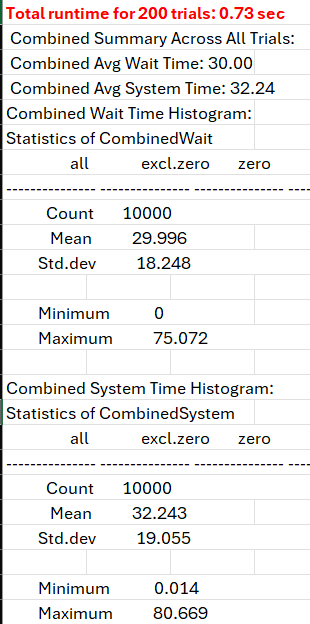 Total runtime for 200 trials: 0.73 sec
Combined Summary Across All Trials:
Combined Avg Wait Time: 30.00
Combined Avg System Time: 32.24
Combined Wait Time Histogram:
Statistics of CombinedWait
all excl.zero zero
---------------- ---------------- ---------------- ----
Count 10000
Mean 29.996
Std.dev 18.248
Minimum 0
Maximum 75.072
Combined System Time Histogram:
Statistics of CombinedSystem
all excl.zero zero
---------------- ---------------- ---------------- ----
Count 10000
Mean 32.243
Std.dev 19.055
Minimum 0.014
Maximum 80.669